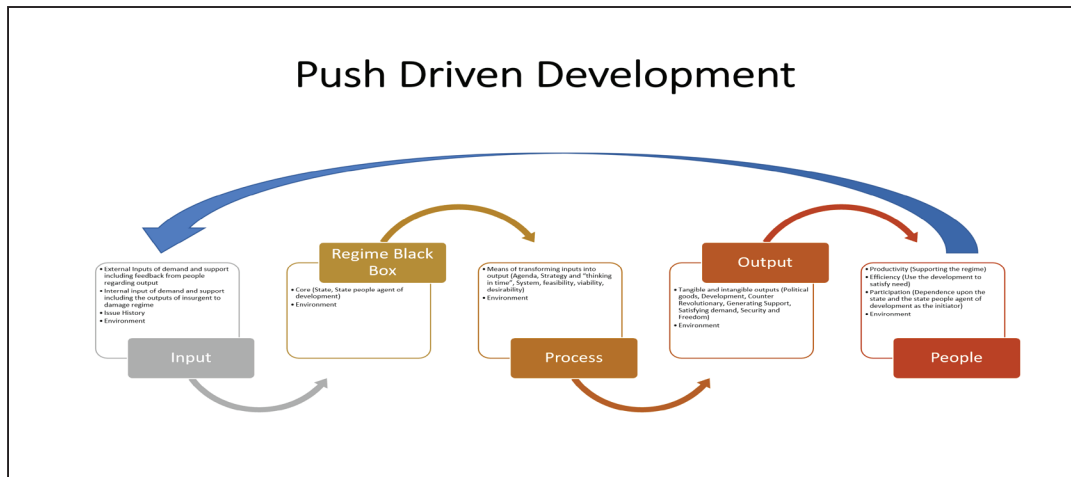 Push Driven Development
• External Inputs of demand and support
including feedback from people
regarding output
• Internal input of demand and support
including the outputs of insurgent to
damage regime
• Issue History
• Environment
Input
Regime Black
Box
• Core (State, State people agent of
development)
• Environment
• Means of transforming inputs into
output (Agenda, Strategy and "thinking
in time", System, feasibility, viability,
desirability)
• Environment
Process
Output
• Tangible and intangible outputs (Political
goods, Development, Counter
Revolutionary, Generating Support,
Satisfying demand, Security and
Freedom)
• Environment
• Productivity (Supporting the regime)
• Efficiency (Use the development to
satisfy need)
• Participation (Dependence upon the
state and the state people agent of
development as the initiator)
• Environment
People